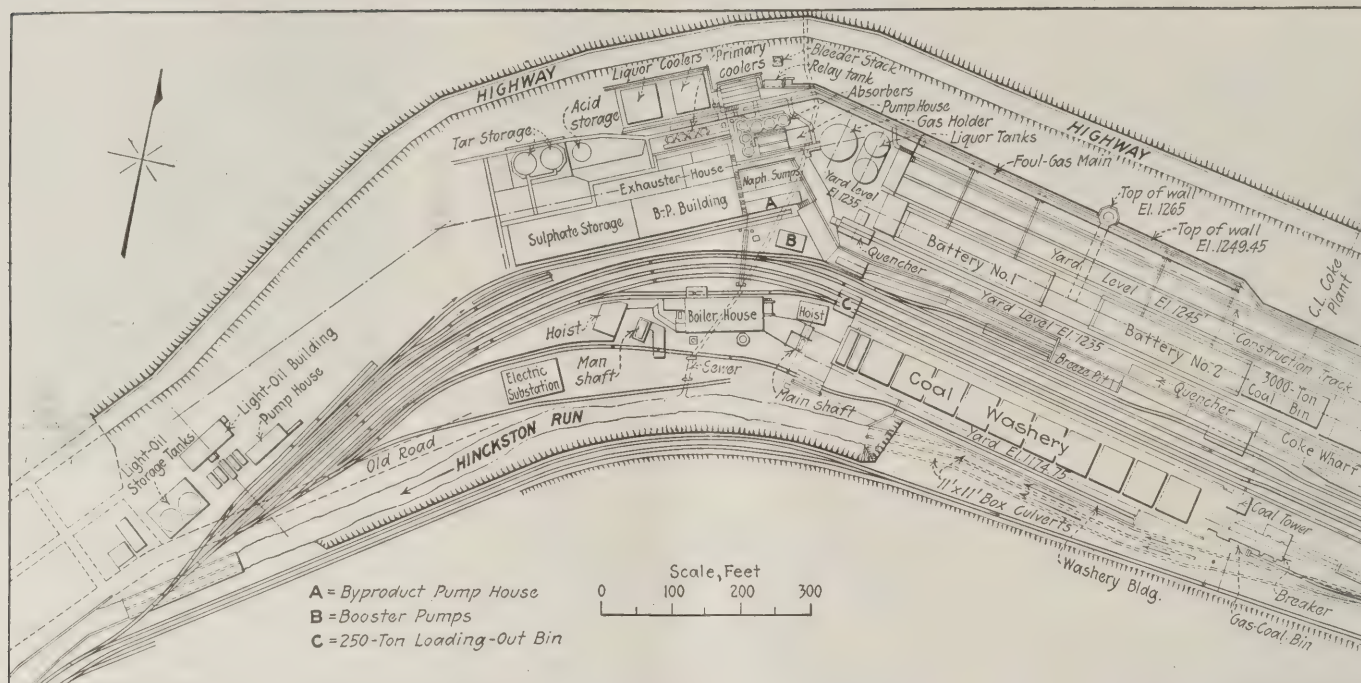 HIGHWAY
Liquor Coolers
Primary
coolers
Bleeder Stack
Relay tank
Absorbers
Pump House
Gas Holder
Liquor Tanks
HIGHWAY
Acid
storage
Tar Storage
Foul-Gas Main
Top of wall
El. 1265
Top of wall
El. 1249.45
C.L. Coke
Plant
Exhauster House
Naph. Sumps
Yard Level
El 1235
Sulphate Storage
B-P. Building
A
B
Quencher
Battery No. 1
Yard Level El. 1245
Construction Track
Yard Level El. 1235
Battery No. 2
3000-Ton
Coal Bin
Breeze Pit
Quencher
Coke Wharf
C
Hoist
Boiler House
Hoist
Man
shaft
Sewer
Main shaft
Electric
Substation
Coal Washery
Yard El. 1174.75
Light-Oil Building
Pump House
Light-Oil
Storage Tanks
Old Road
HINCKSTON RUN
11'x11' Box Culverts
Coal Tower
Washery Bldg.
Breaker
Gas-Coal Bin
A = Byproduct Pump House
B = Booster Pumps
C = 250-Ton Loading-Out Bin
Scale, Feet
0 100 200 300